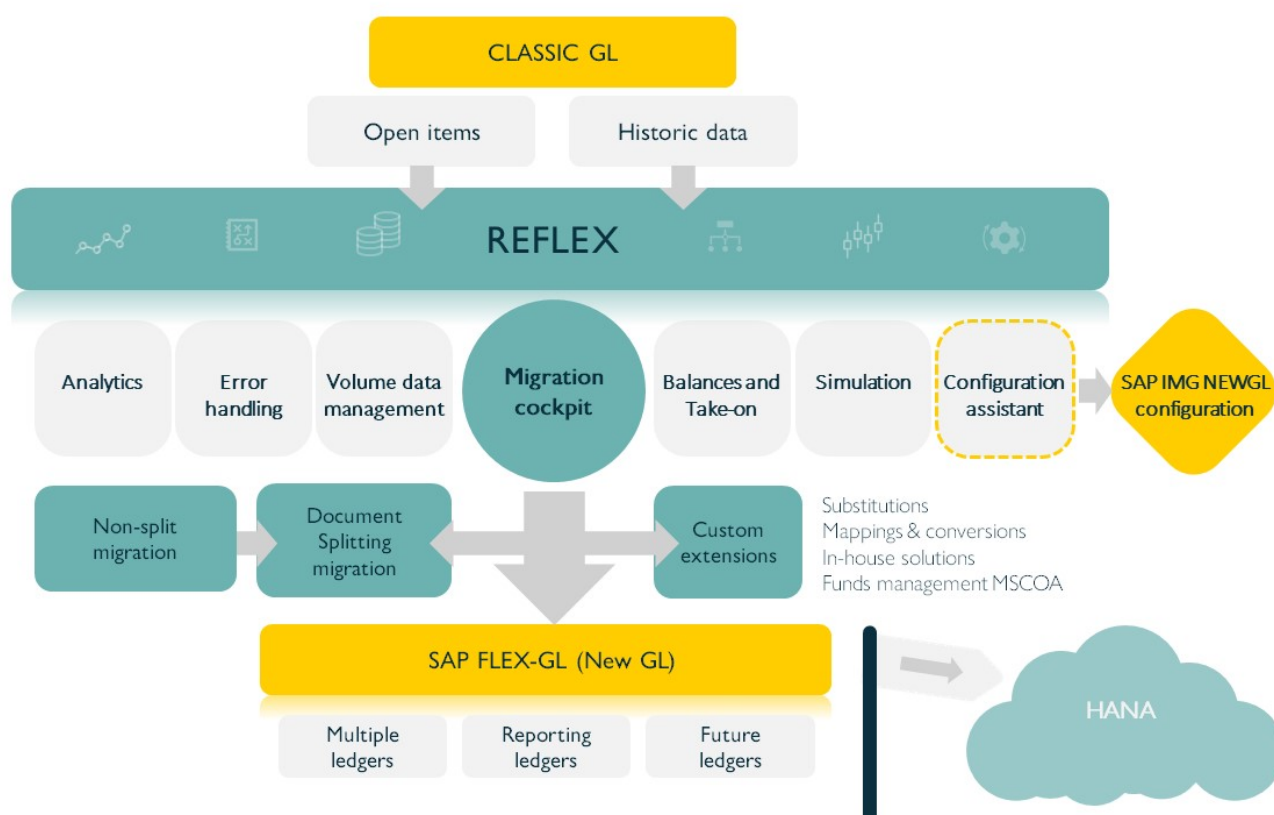 CLASSIC GL
Open items
Historic data
REFLEX
Analytics
Error
handling
Volume data
management
Migration
cockpit
Balances and
Take-on
Simulation
Configuration
assistant
SAP IMG NEWGL
configuration
Non-split
migration
Document
Splitting
migration
Custom
extensions
Substitutions
Mappings & conversions
In-house solutions
Funds management MSCOA
SAP FLEX-GL (New GL)
Multiple
ledgers
Reporting
ledgers
Future
ledgers
HANA